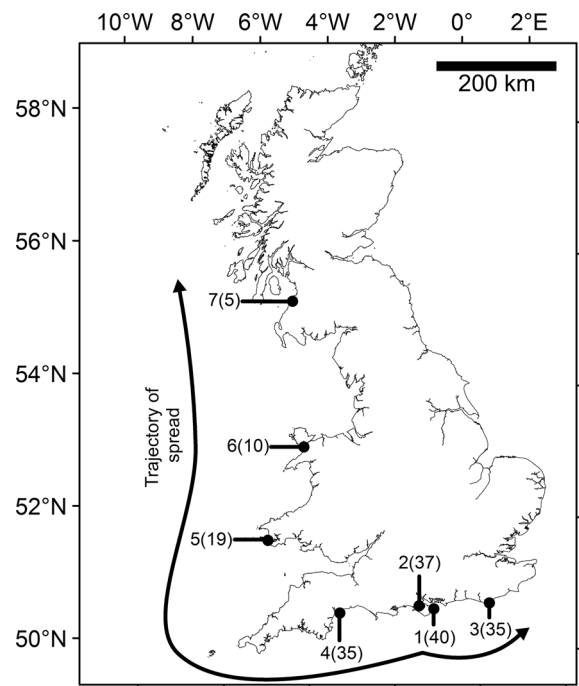 10°W 8°W 6°W 4°W 2°W 0° 2°E
200 km
58°N
56°N
7(5)
54°N
Trajectory of
spread
6(10)
52°N
5(19)
2(37)
50°N
1(40)
3(35)
4(35)